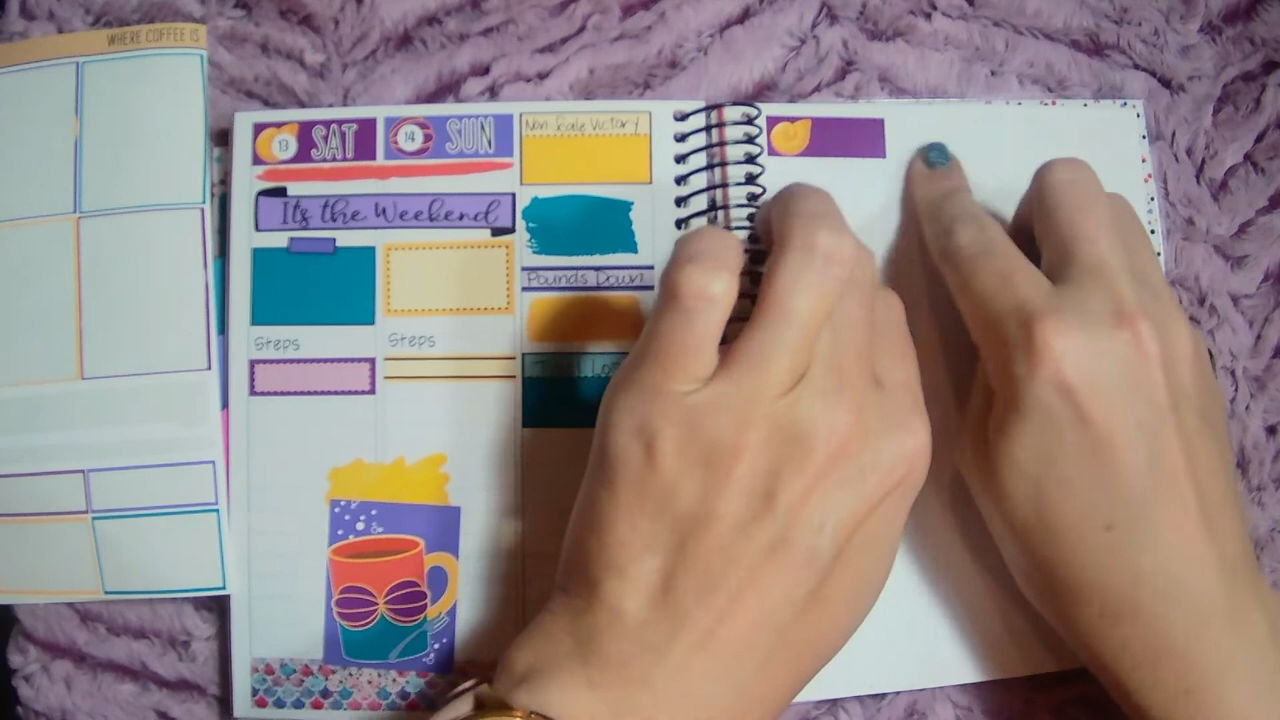 WHERE COFFEE IS
13 SAT
14 SUN
Non-Scale Victory
It's the Weekend
Pounds Down
Steps
Steps